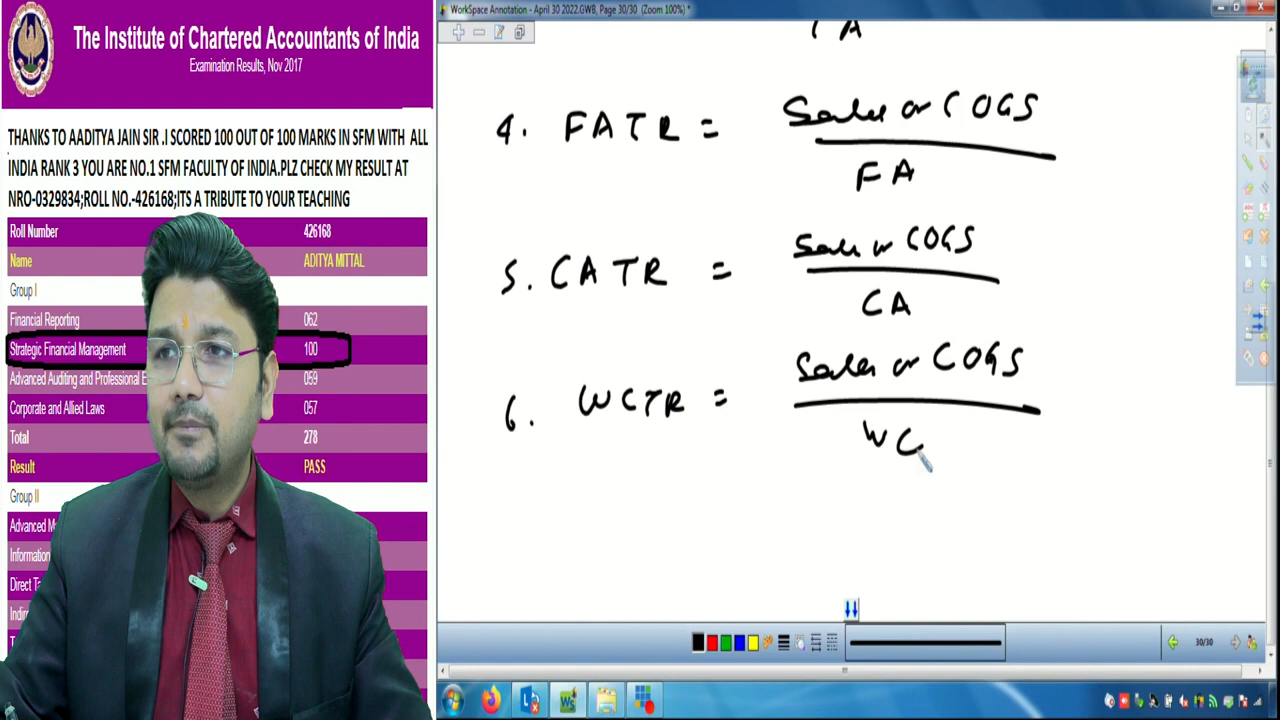 WorkSpace Annotation - April 30 2022.GWB, Page 30/30 (Zoom 100%) *
The Institute of Chartered Accountants of India
Examination Results, Nov 2017
THANKS TO AADITYA JAIN SIR .I SCORED 100 OUT OF 100 MARKS IN SFM WITH ALL
INDIA RANK 3 YOU ARE NO.1 SFM FACULTY OF INDIA.PLZ CHECK MY RESULT AT
NRO-0329834;ROLL NO.-426168;ITS A TRIBUTE TO YOUR TEACHING
Roll Number 426168
Name ADITYA MITTAL
Group I
Financial Reporting 062
Strategic Financial Management 100
Advanced Auditing and Professional E 059
Corporate and Allied Laws 057
Total 278
Result PASS
Group II
Advanced M
Information
Direct Ta
Indir
4. FATR = Sales or COGS
FA
5. CATR = Sales or COGS
CA
6. WCTR = Sales or COGS
WC
30/30